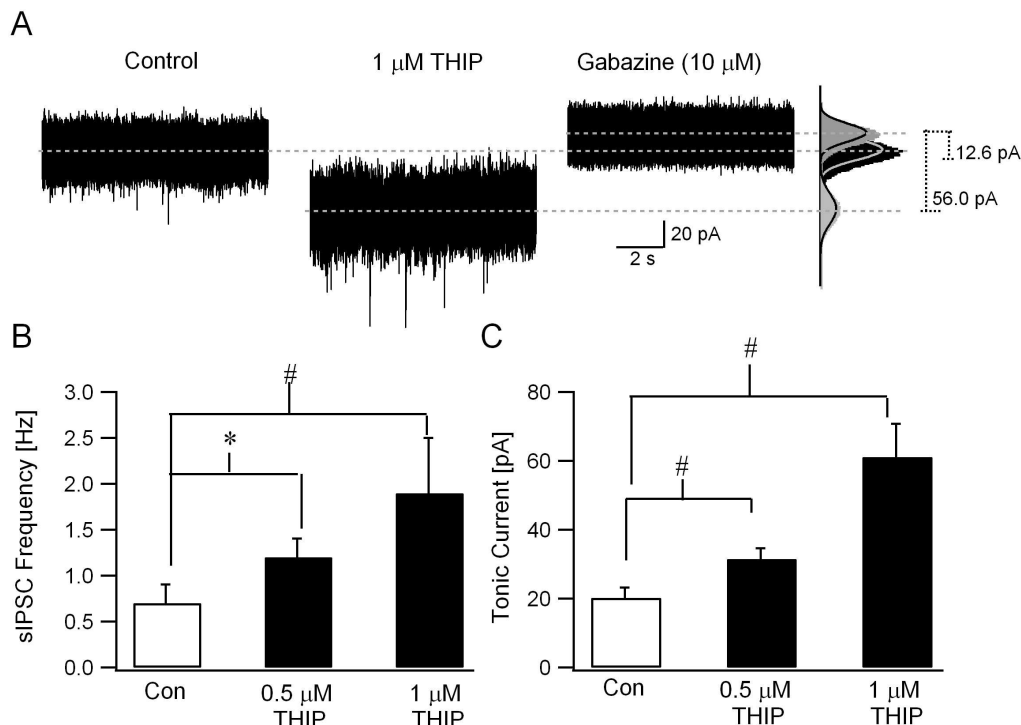 A
Control
1 μM THIP
Gabazine (10 μM)
12.6 pA
56.0 pA
20 pA
2 s
B
#
*
sIPSC Frequency [Hz]
3.0
2.5
2.0
1.5
1.0
0.5
0.0
Con
0.5 μM
THIP
1 μM
THIP
C
#
#
Tonic Current [pA]
80
60
40
20
0
Con
0.5 μM
THIP
1 μM
THIP